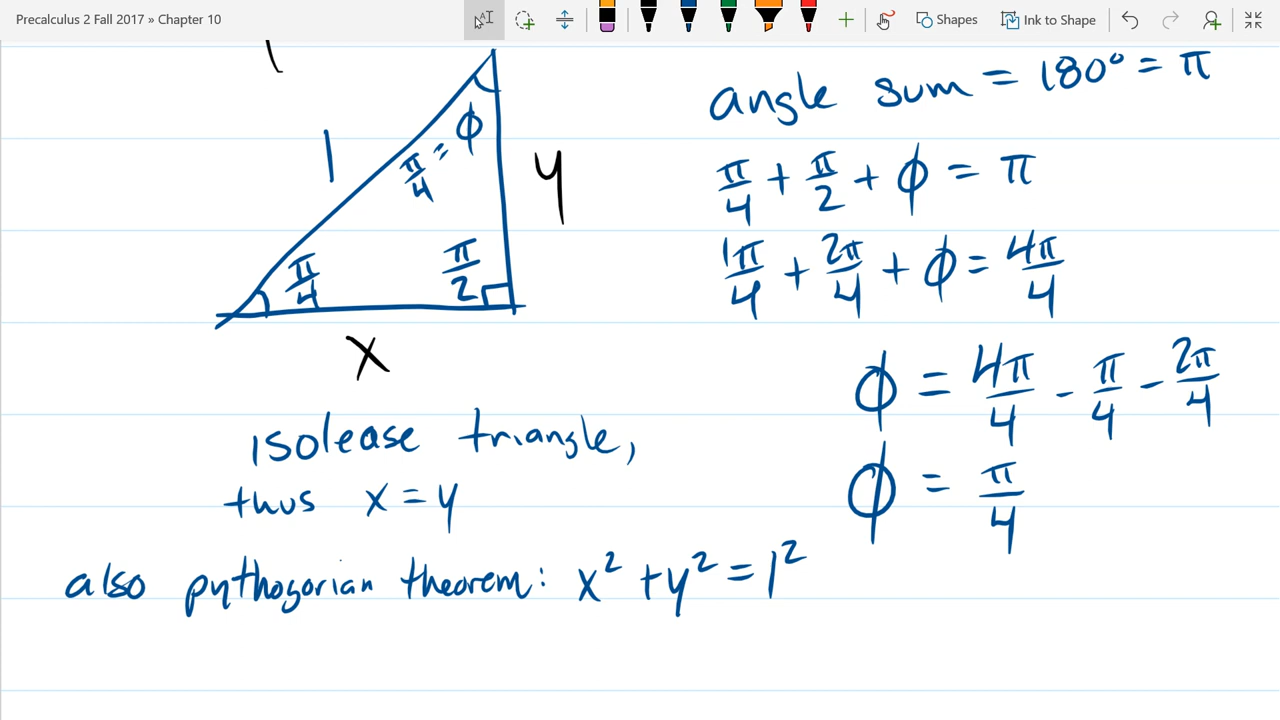 Precalculus 2 Fall 2017 » Chapter 10
Shapes
Ink to Shape
1
π/4 = ϕ
y
π/4
π/2
x
isolease triangle,
thus x = y
also pythogorian theorem: x² + y² = 1²
angle sum = 180° = π
π/4 + π/2 + ϕ = π
1π/4 + 2π/4 + ϕ = 4π/4
ϕ = 4π/4 - π/4 - 2π/4
ϕ = π/4